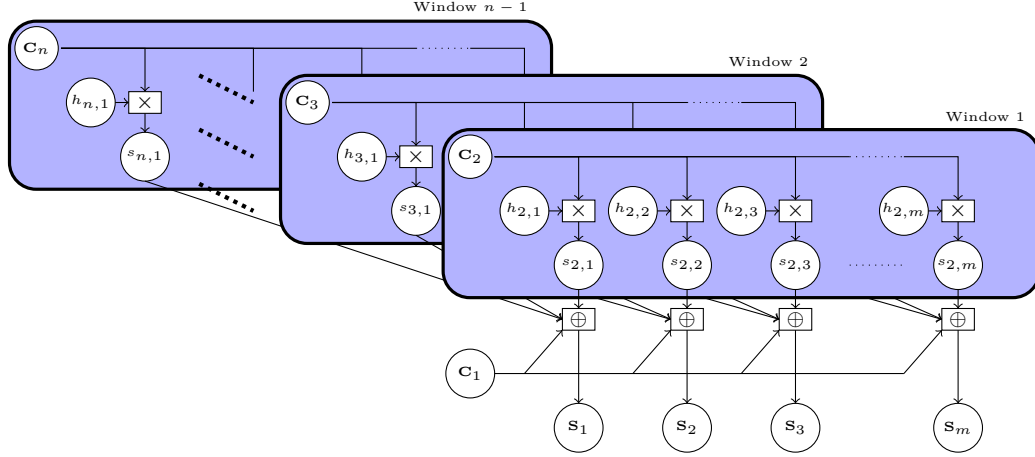 Window n − 1
C_n
h_{n,1} ×
s_{n,1}
Window 2
C_3
h_{3,1} ×
s_{3,1}
Window 1
C_2
h_{2,1} × h_{2,2} × h_{2,3} × h_{2,m} ×
s_{2,1} s_{2,2} s_{2,3} s_{2,m}
⊕ ⊕ ⊕ ⊕
C_1
S_1 S_2 S_3 S_m